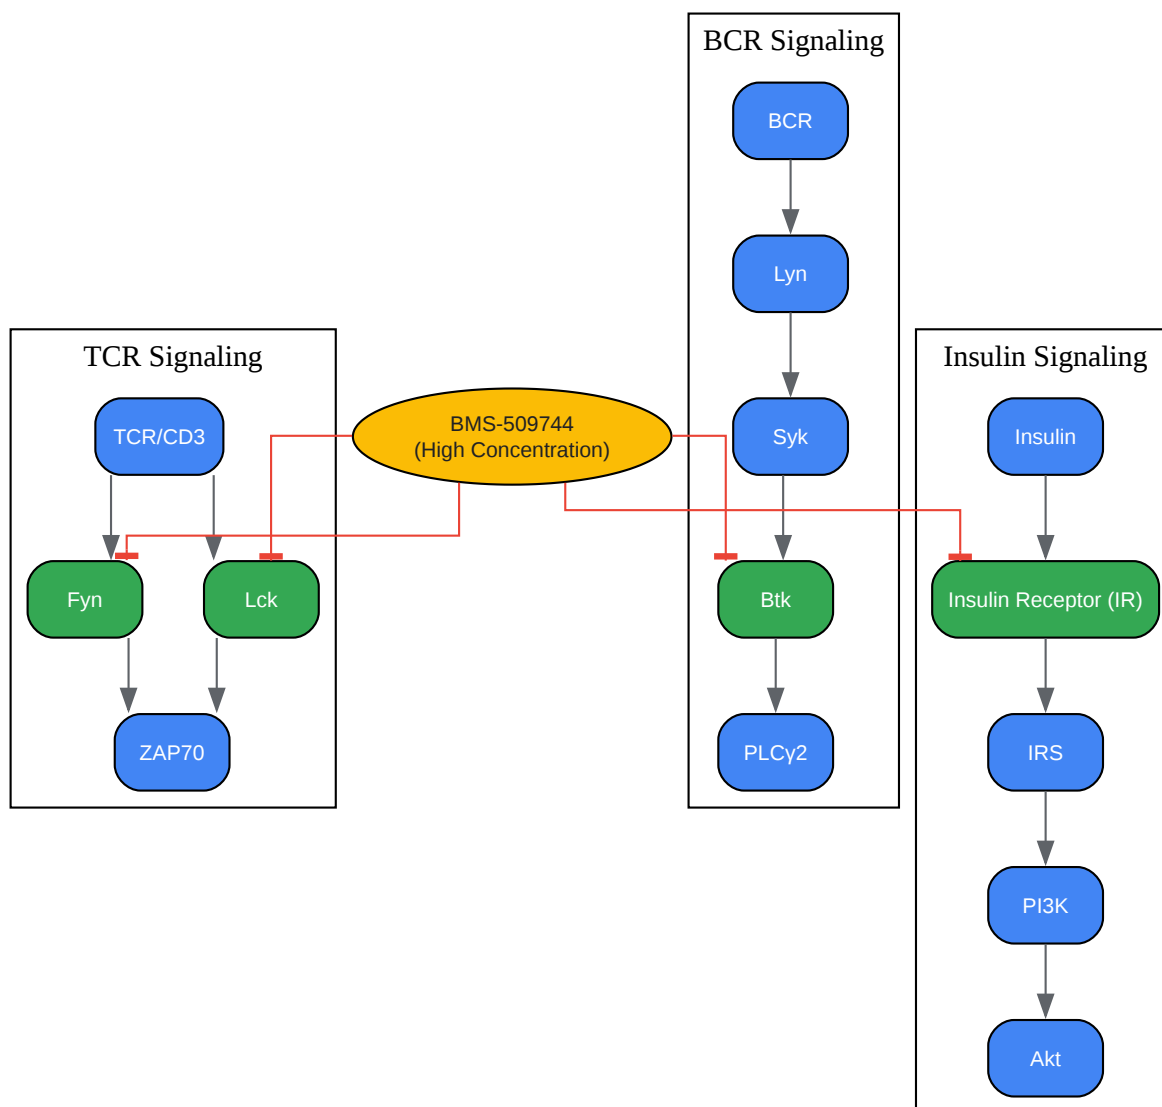 BCR Signaling
BCR
Lyn
Syk
Btk
PLCγ2
TCR Signaling
TCR/CD3
Fyn
Lck
ZAP70
BMS-509744
(High Concentration)
Insulin Signaling
Insulin
Insulin Receptor (IR)
IRS
PI3K
Akt